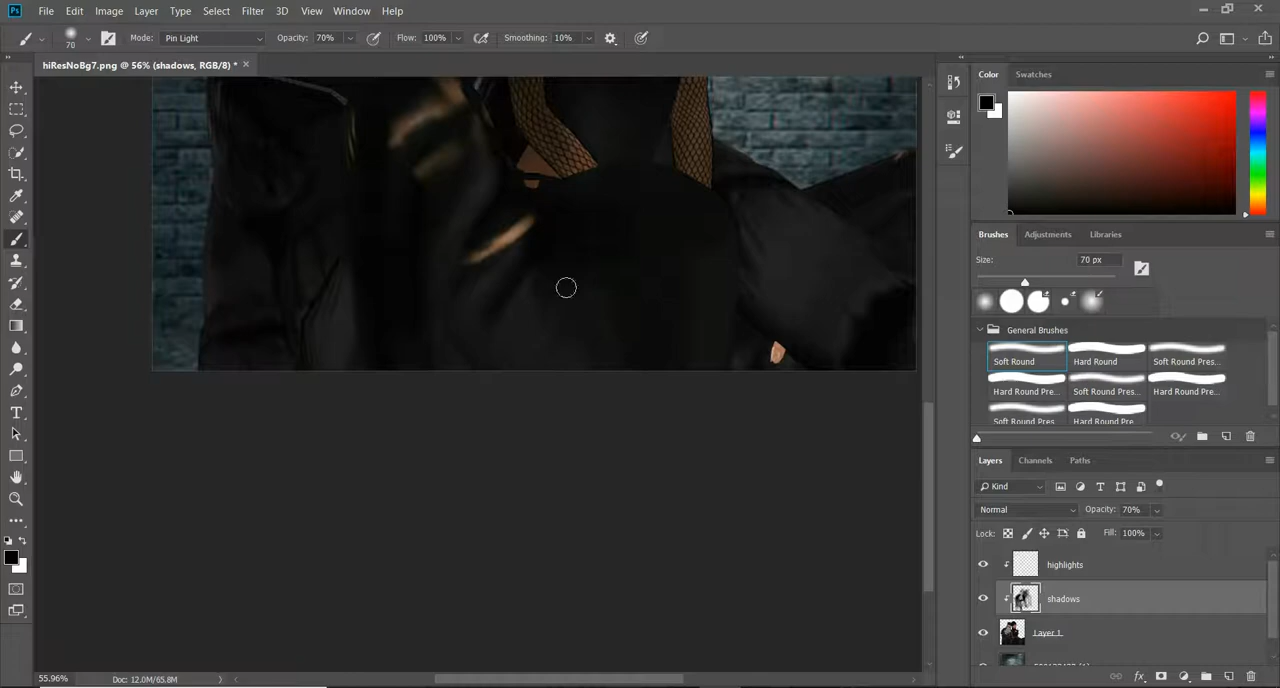 Ps File Edit Image Layer Type Select Filter 3D View Window Help
70 Mode: Pin Light Opacity: 70% Flow: 100% Smoothing: 10%
hiResNoBg7.png @ 56% (shadows, RGB/8) * ×
Color Swatches
Brushes Adjustments Libraries
Size: 70 px
General Brushes
Soft Round Hard Round Soft Round Pres...
Hard Round Pre... Soft Round Pres... Hard Round Pre...
Soft Round Pres Hard Round Pre
Layers Channels Paths
Kind
Normal Opacity: 70%
Lock: Fill: 100%
highlights
shadows
Layer 1
55.96% Doc: 12.0M/65.8M